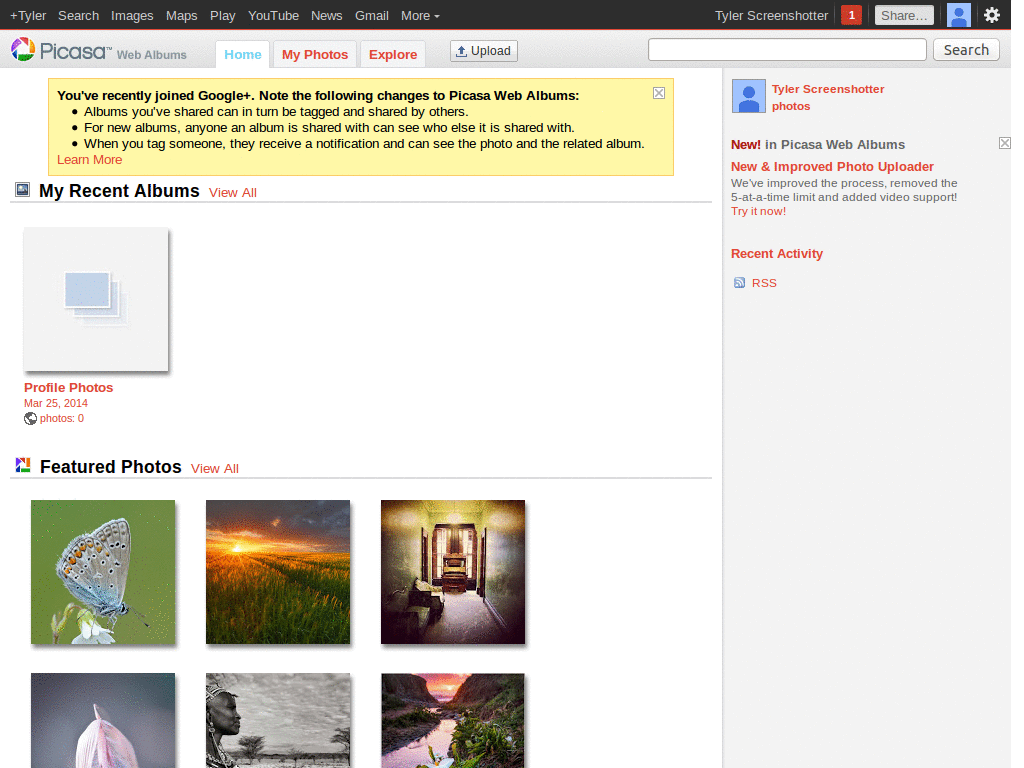 +Tyler Search Images Maps Play YouTube News Gmail More
Tyler Screenshotter 1 Share…
Picasa™ Web Albums
Home My Photos Explore Upload Search
You've recently joined Google+. Note the following changes to Picasa Web Albums:
• Albums you've shared can in turn be tagged and shared by others.
• For new albums, anyone an album is shared with can see who else it is shared with.
• When you tag someone, they receive a notification and can see the photo and the related album.
Learn More
My Recent Albums View All
Profile Photos
Mar 25, 2014
photos: 0
Featured Photos View All
Tyler Screenshotter
photos
New! in Picasa Web Albums
New & Improved Photo Uploader
We've improved the process, removed the
5-at-a-time limit and added video support!
Try it now!
Recent Activity
RSS